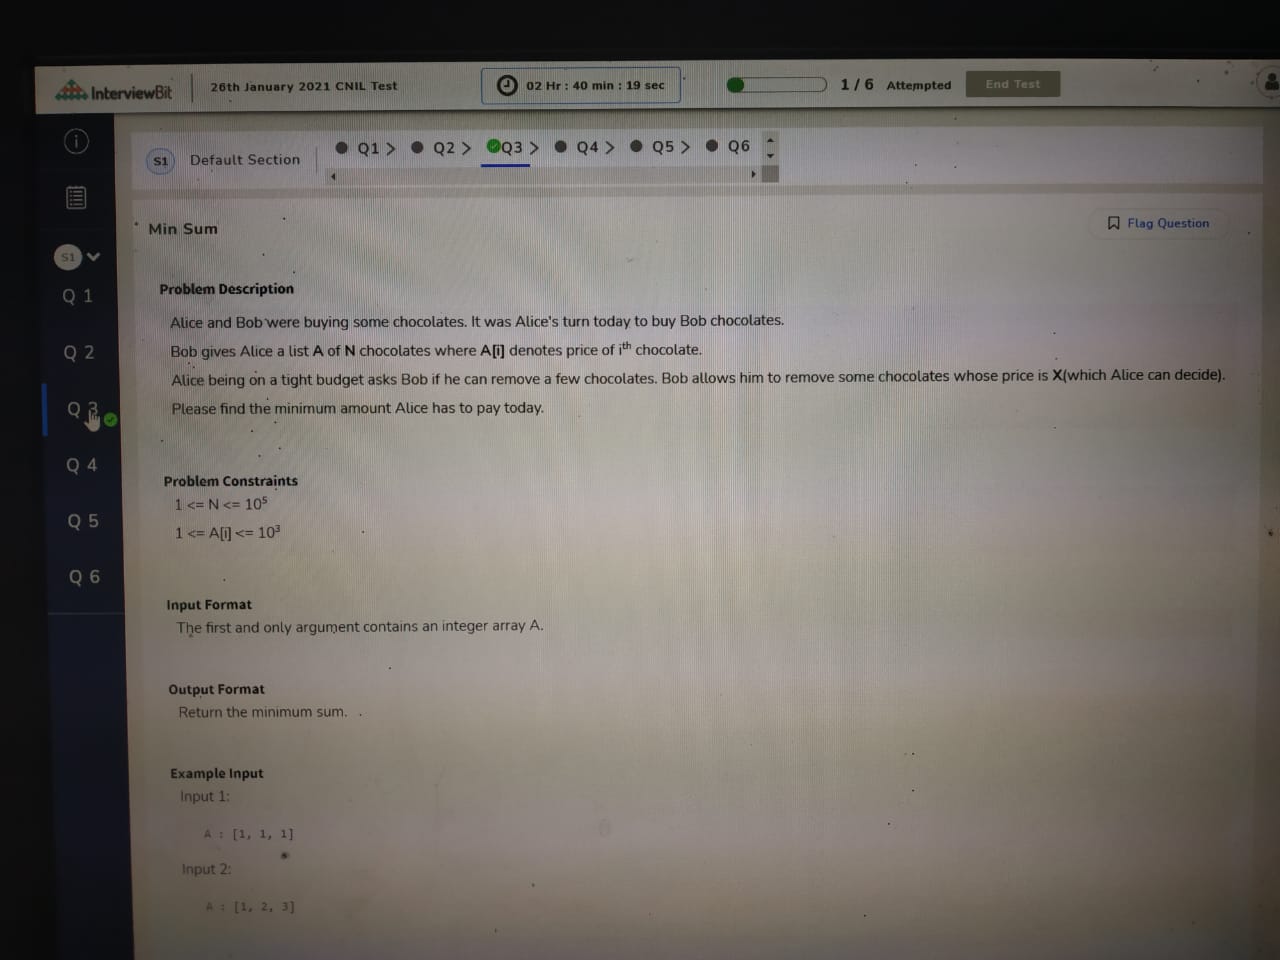 InterviewBit
26th January 2021 CNIL Test
02 Hr : 40 min : 19 sec
1 / 6 Attempted
End Test
S1
Default Section
Q1 > Q2 > Q3 > Q4 > Q5 > Q6
S1
Q 1
Q 2
Q 3
Q 4
Q 5
Q 6
Min Sum
Flag Question
Problem Description
Alice and Bob were buying some chocolates. It was Alice's turn today to buy Bob chocolates.
Bob gives Alice a list A of N chocolates where A[i] denotes price of ith chocolate.
Alice being on a tight budget asks Bob if he can remove a few chocolates. Bob allows him to remove some chocolates whose price is X(which Alice can decide).
Please find the minimum amount Alice has to pay today.
Problem Constraints
1 <= N <= 10⁵
1 <= A[i] <= 10³
Input Format
The first and only argument contains an integer array A.
Output Format
Return the minimum sum.
Example Input
Input 1:
A : [1, 1, 1]
Input 2:
A : [1, 2, 3]